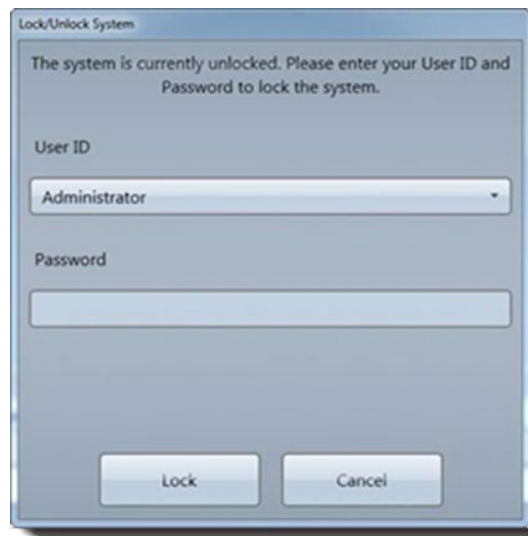 Lock/Unlock System
The system is currently unlocked. Please enter your User ID and
Password to lock the system.
User ID
Administrator
Password
Lock
Cancel